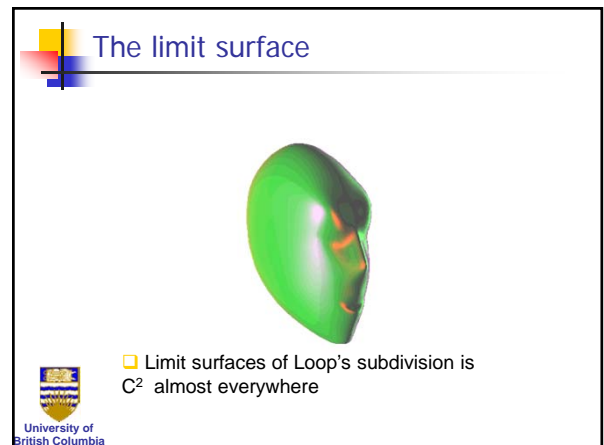 The limit surface
❑ Limit surfaces of Loop's subdivision is
C² almost everywhere
University of
British Columbia